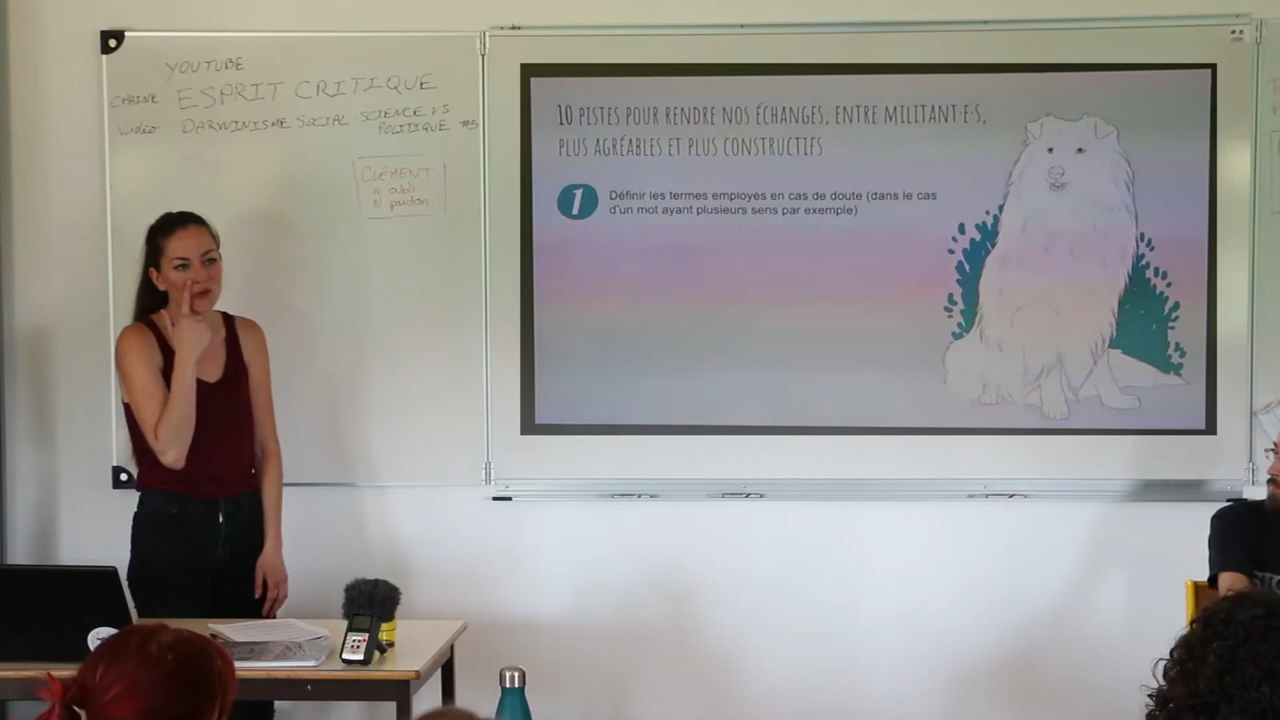 YOUTUBE
CHAINE : ESPRIT CRITIQUE
Vidéo : DARWINISME SOCIAL - SCIENCE VS
POLITIQUE #5
CLÉMENT
ni oubli
ni pardon
10 PISTES POUR RENDRE NOS ÉCHANGES, ENTRE MILITANT·E·S,
PLUS AGRÉABLES ET PLUS CONSTRUCTIFS
1 Définir les termes employés en cas de doute (dans le cas
d'un mot ayant plusieurs sens par exemple)